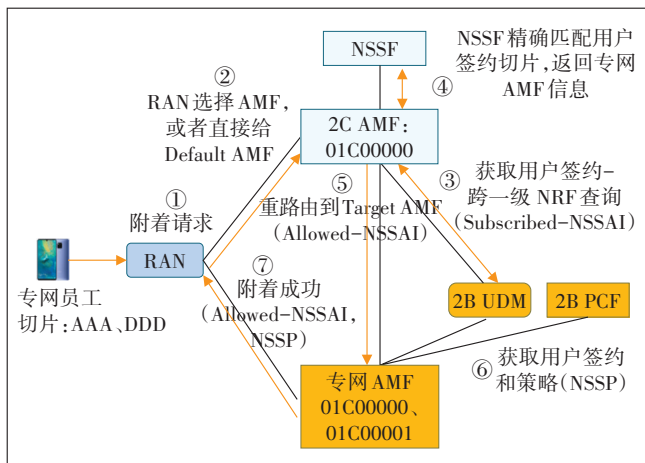 NSSF
NSSF精确匹配用户
签约切片,返回专网
AMF信息
④
②
RAN选择AMF,
或者直接给
Default AMF
2C AMF:
01C00000
①
附着请求
⑤
重路由到Target AMF
(Allowed-NSSAI)
③
获取用户签约-
跨一级NRF查询
(Subscribed-NSSAI)
RAN
⑦
附着成功
(Allowed-NSSAI,
NSSP)
专网员工
切片:AAA、DDD
2B UDM
2B PCF
⑥
获取用户签约
和策略(NSSP)
专网AMF
01C00000、
01C00001